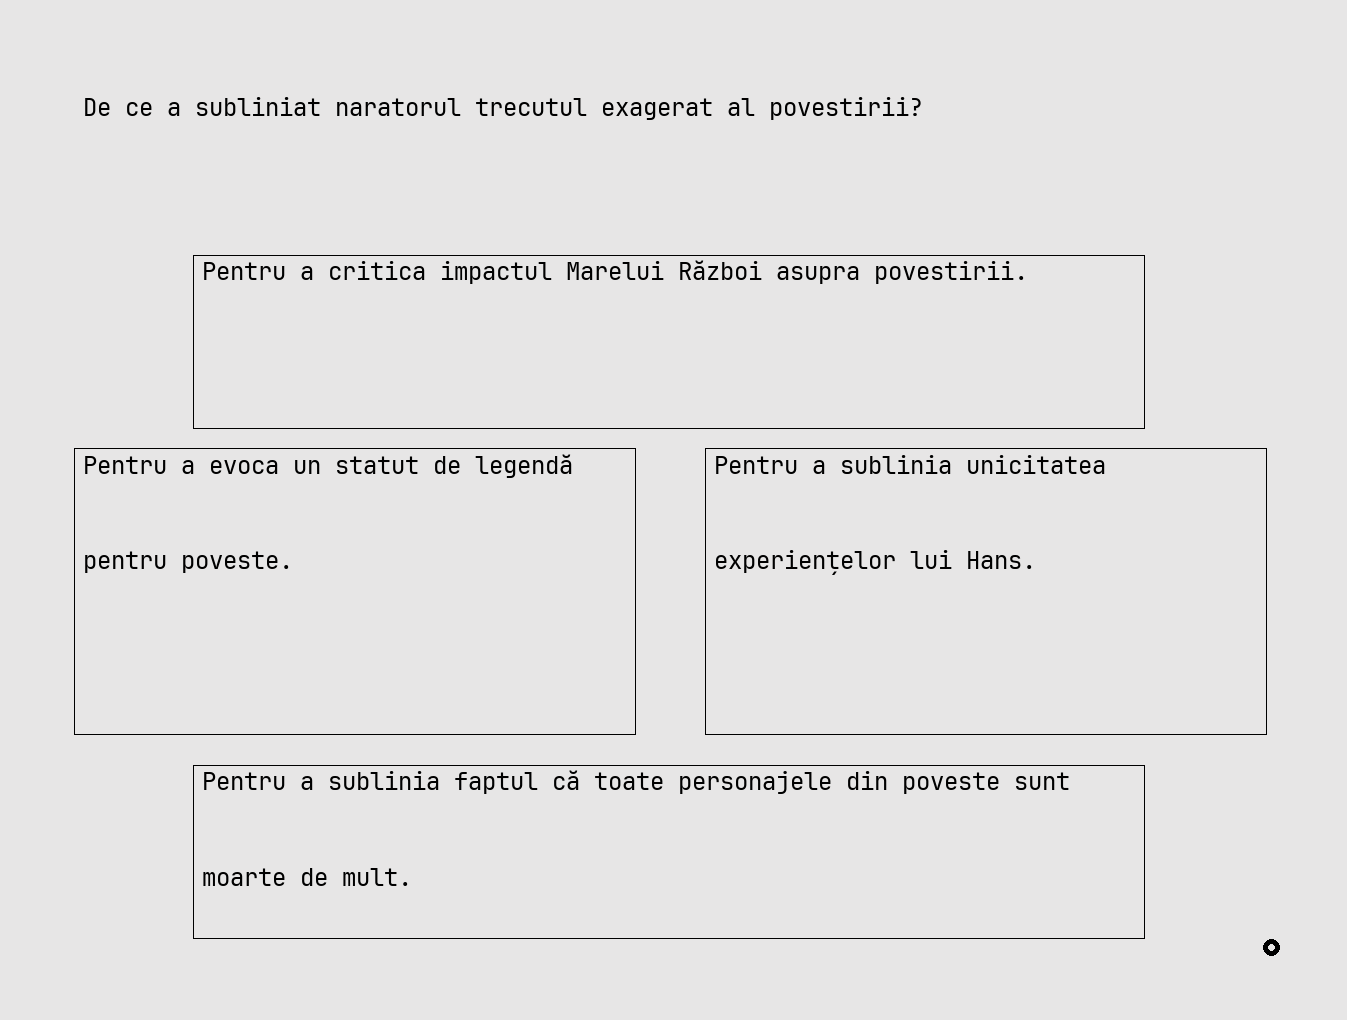 De ce a subliniat naratorul trecutul exagerat al povestirii?
Pentru a critica impactul Marelui Război asupra povestirii.
Pentru a evoca un statut de legendă
pentru poveste.
Pentru a sublinia unicitatea
experiențelor lui Hans.
Pentru a sublinia faptul că toate personajele din poveste sunt
moarte de mult.